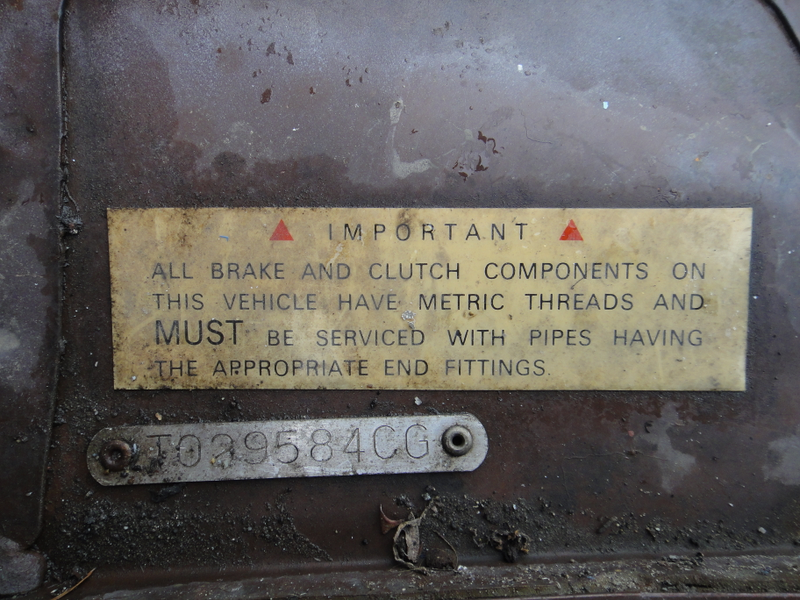 IMPORTANT
ALL BRAKE AND CLUTCH COMPONENTS ON
THIS VEHICLE HAVE METRIC THREADS AND
MUST BE SERVICED WITH PIPES HAVING
THE APPROPRIATE END FITTINGS.
T039584CG